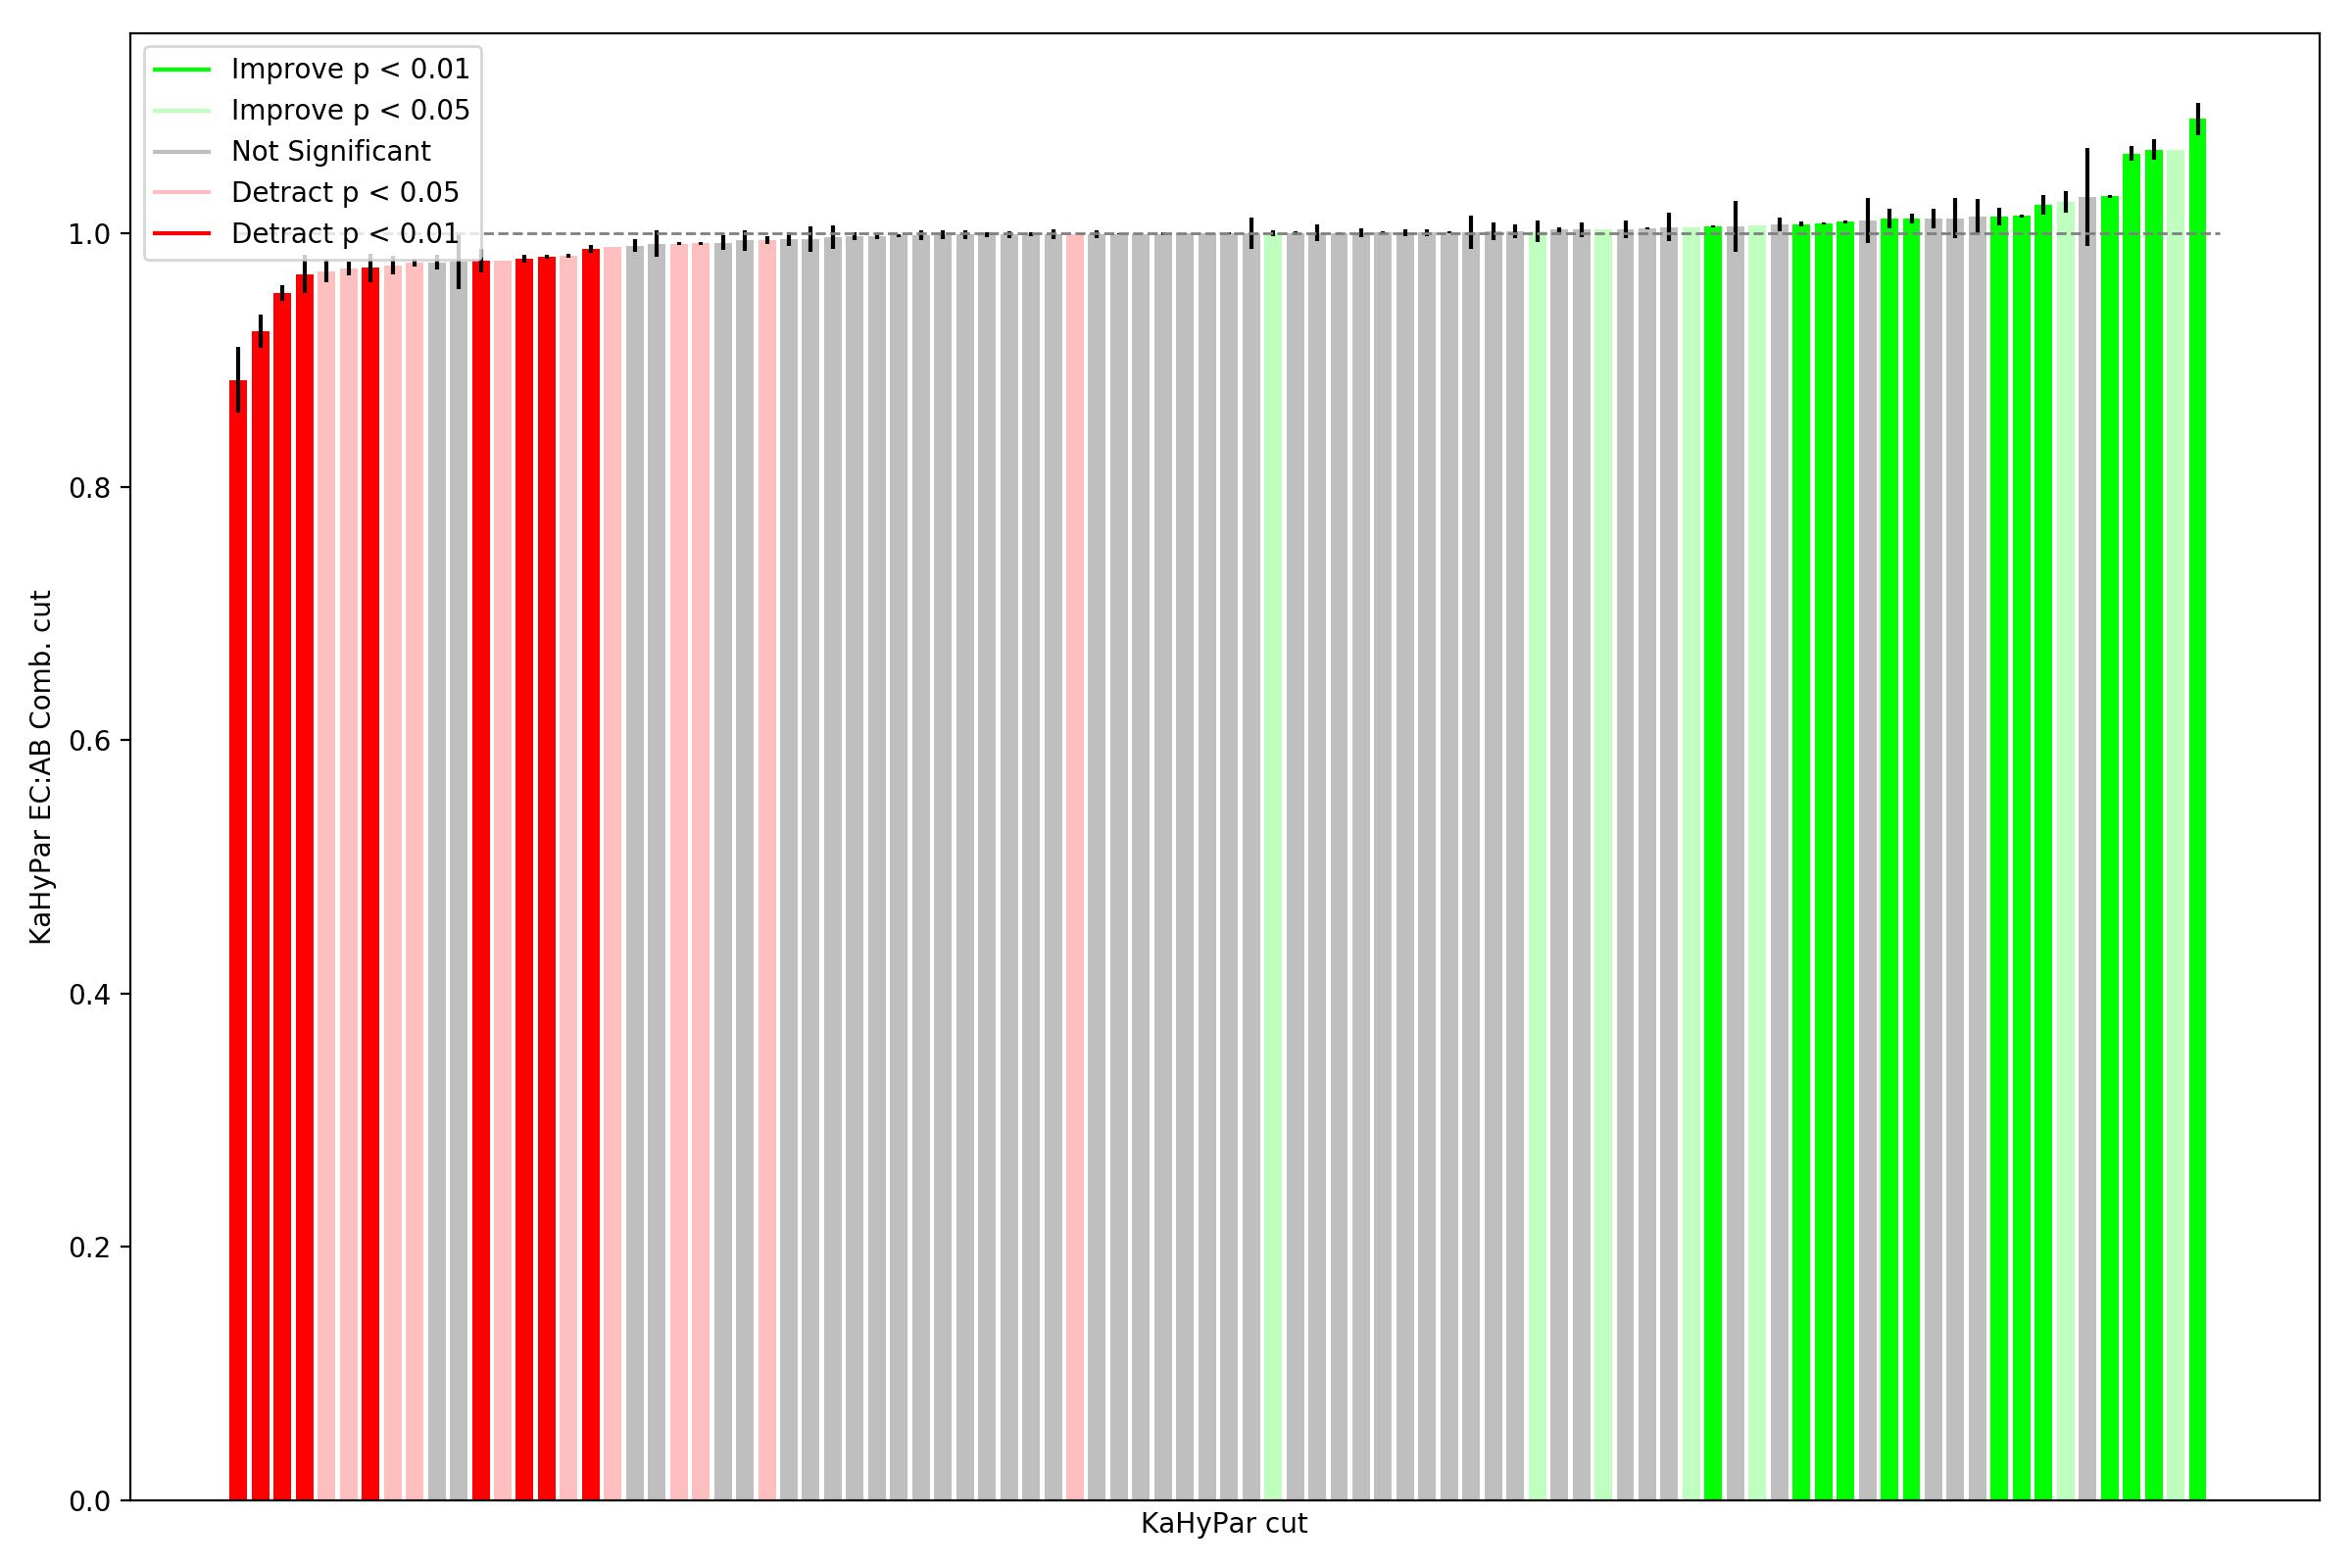 Improve p < 0.01
Improve p < 0.05
Not Significant
Detract p < 0.05
Detract p < 0.01
1.0
0.8
0.6
0.4
0.2
0.0
KaHyPar EC:AB Comb. cut
KaHyPar cut